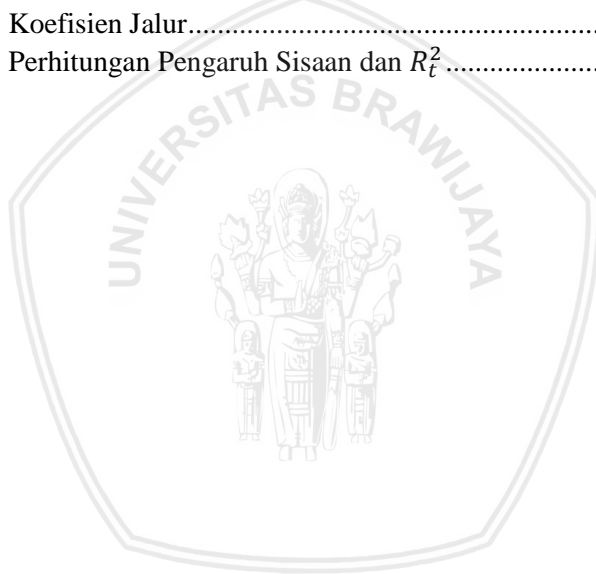 Koefisien Jalur........................................................
Perhitungan Pengaruh Sisaan dan $R_t^2$.....................
UNIVERSITAS BRAWIJAYA